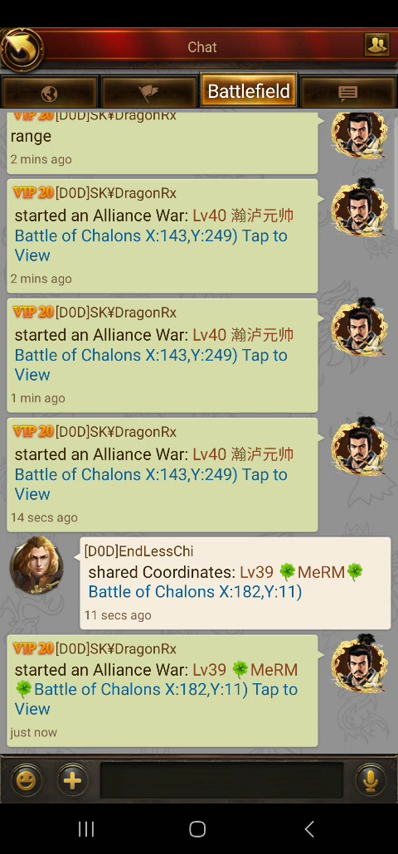 Chat
Battlefield
VIP 20 [D0D]SK¥DragonRx
range
2 mins ago
VIP 20 [D0D]SK¥DragonRx
started an Alliance War: Lv40 瀚泸元帅
Battle of Chalons X:143,Y:249) Tap to
View
2 mins ago
VIP 20 [D0D]SK¥DragonRx
started an Alliance War: Lv40 瀚泸元帅
Battle of Chalons X:143,Y:249) Tap to
View
1 min ago
VIP 20 [D0D]SK¥DragonRx
started an Alliance War: Lv40 瀚泸元帅
Battle of Chalons X:143,Y:249) Tap to
View
14 secs ago
[D0D]EndLessChi
shared Coordinates: Lv39 🍀MeRM🍀
Battle of Chalons X:182,Y:11)
11 secs ago
VIP 20 [D0D]SK¥DragonRx
started an Alliance War: Lv39 🍀MeRM
🍀Battle of Chalons X:182,Y:11) Tap to
View
just now